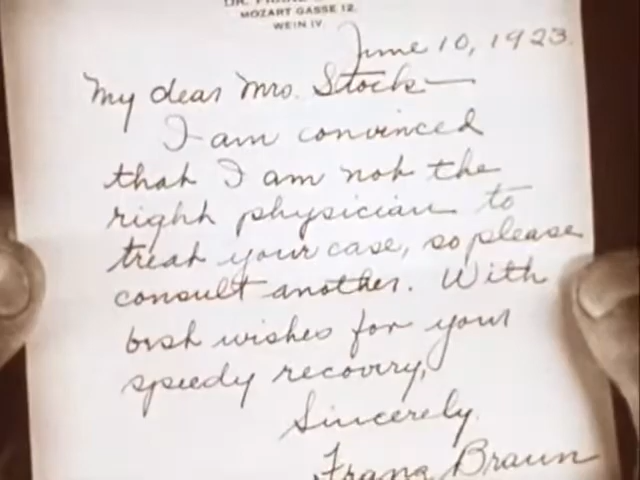 DR. FRANZ
MOZART GASSE 12.
WEIN IV.
June 10, 1923.
My dear Mrs. Stock—
I am convinced
that I am not the
right physician to
treat your case, so please
consult another. With
best wishes for your
speedy recovery,
Sincerely
Franz Braun